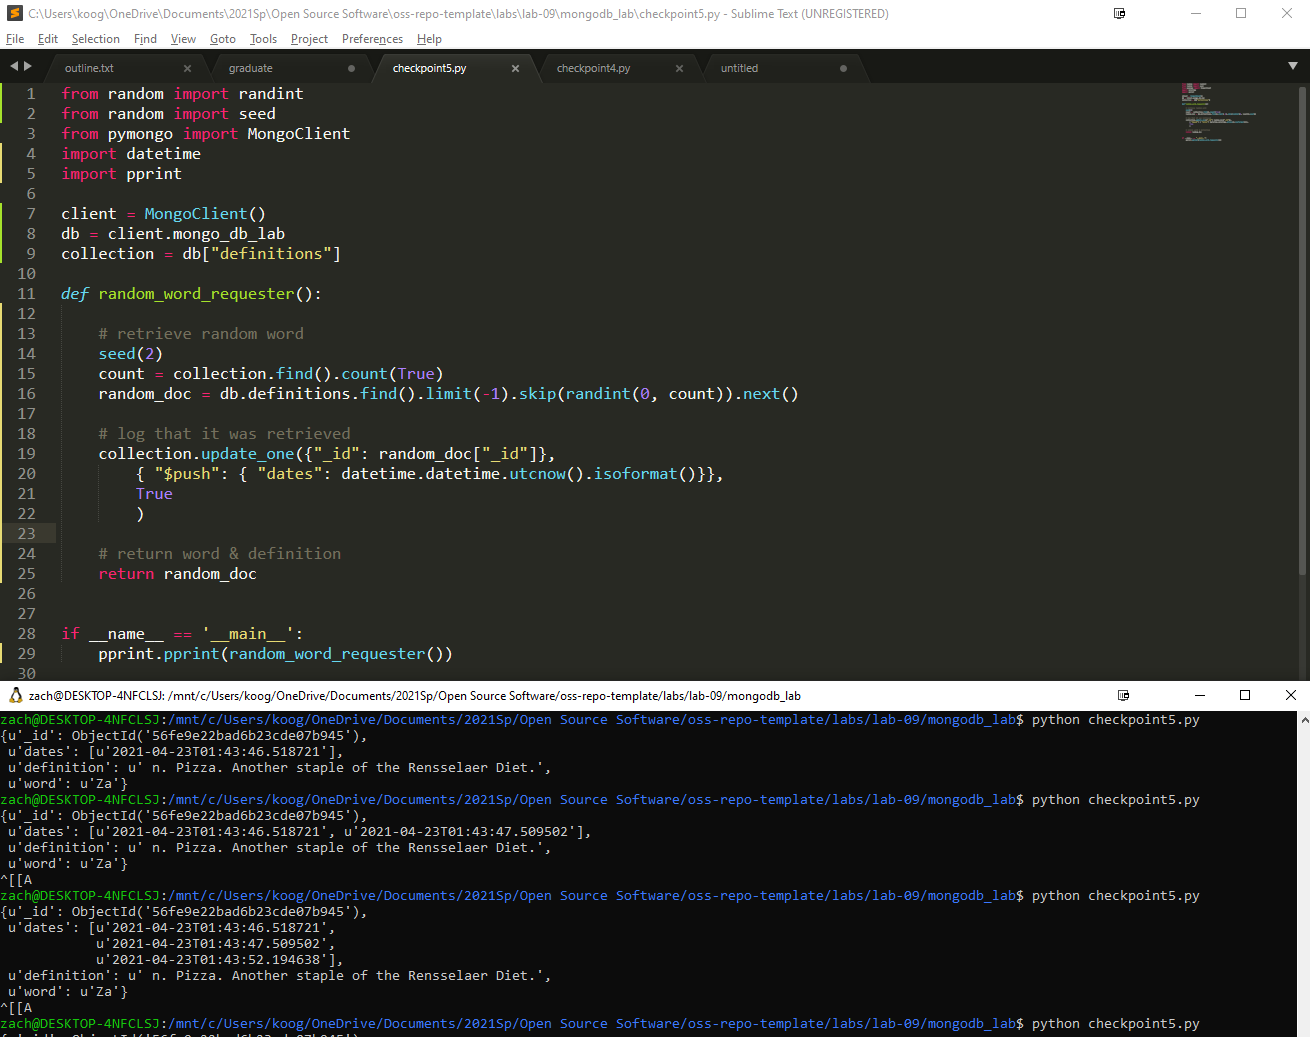 C:\Users\koog\OneDrive\Documents\2021Sp\Open Source Software\oss-repo-template\labs\lab-09\mongodb_lab\checkpoint5.py - Sublime Text (UNREGISTERED)
File Edit Selection Find View Goto Tools Project Preferences Help
outline.txt graduate checkpoint5.py checkpoint4.py untitled
1 from random import randint
2 from random import seed
3 from pymongo import MongoClient
4 import datetime
5 import pprint
6
7 client = MongoClient()
8 db = client.mongo_db_lab
9 collection = db["definitions"]
10
11 def random_word_requester():
12
13 # retrieve random word
14 seed(2)
15 count = collection.find().count(True)
16 random_doc = db.definitions.find().limit(-1).skip(randint(0, count)).next()
17
18 # log that it was retrieved
19 collection.update_one({"_id": random_doc["_id"]},
20 { "$push": { "dates": datetime.datetime.utcnow().isoformat()}},
21 True
22 )
23
24 # return word & definition
25 return random_doc
26
27
28 if __name__ == '__main__':
29 pprint.pprint(random_word_requester())
30
zach@DESKTOP-4NFCLSJ: /mnt/c/Users/koog/OneDrive/Documents/2021Sp/Open Source Software/oss-repo-template/labs/lab-09/mongodb_lab
zach@DESKTOP-4NFCLSJ:/mnt/c/Users/koog/OneDrive/Documents/2021Sp/Open Source Software/oss-repo-template/labs/lab-09/mongodb_lab$ python checkpoint5.py
{u'_id': ObjectId('56fe9e22bad6b23cde07b945'),
u'dates': [u'2021-04-23T01:43:46.518721'],
u'definition': u' n. Pizza. Another staple of the Rensselaer Diet.',
u'word': u'Za'}
zach@DESKTOP-4NFCLSJ:/mnt/c/Users/koog/OneDrive/Documents/2021Sp/Open Source Software/oss-repo-template/labs/lab-09/mongodb_lab$ python checkpoint5.py
{u'_id': ObjectId('56fe9e22bad6b23cde07b945'),
u'dates': [u'2021-04-23T01:43:46.518721', u'2021-04-23T01:43:47.509502'],
u'definition': u' n. Pizza. Another staple of the Rensselaer Diet.',
u'word': u'Za'}
^[[A
zach@DESKTOP-4NFCLSJ:/mnt/c/Users/koog/OneDrive/Documents/2021Sp/Open Source Software/oss-repo-template/labs/lab-09/mongodb_lab$ python checkpoint5.py
{u'_id': ObjectId('56fe9e22bad6b23cde07b945'),
u'dates': [u'2021-04-23T01:43:46.518721',
u'2021-04-23T01:43:47.509502',
u'2021-04-23T01:43:52.194638'],
u'definition': u' n. Pizza. Another staple of the Rensselaer Diet.',
u'word': u'Za'}
^[[A
zach@DESKTOP-4NFCLSJ:/mnt/c/Users/koog/OneDrive/Documents/2021Sp/Open Source Software/oss-repo-template/labs/lab-09/mongodb_lab$ python checkpoint5.py